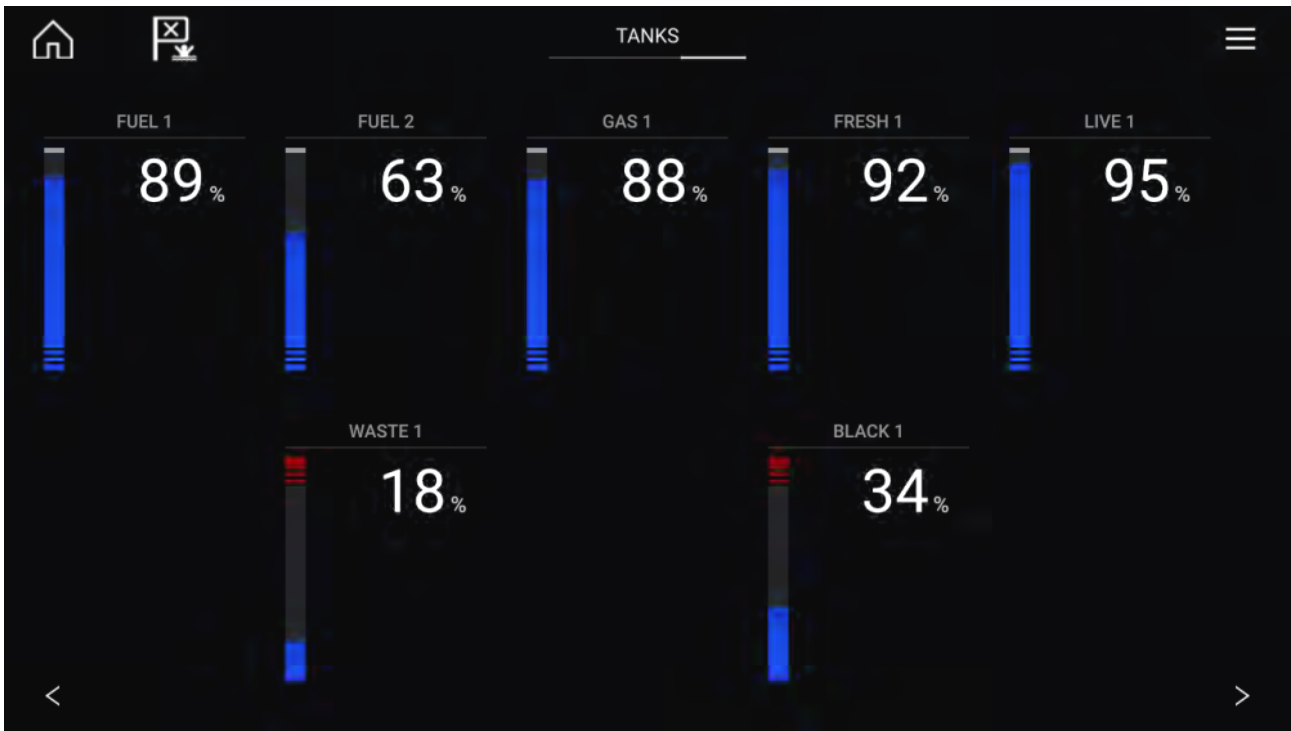 TANKS
FUEL 1
89%
FUEL 2
63%
GAS 1
88%
FRESH 1
92%
LIVE 1
95%
WASTE 1
18%
BLACK 1
34%